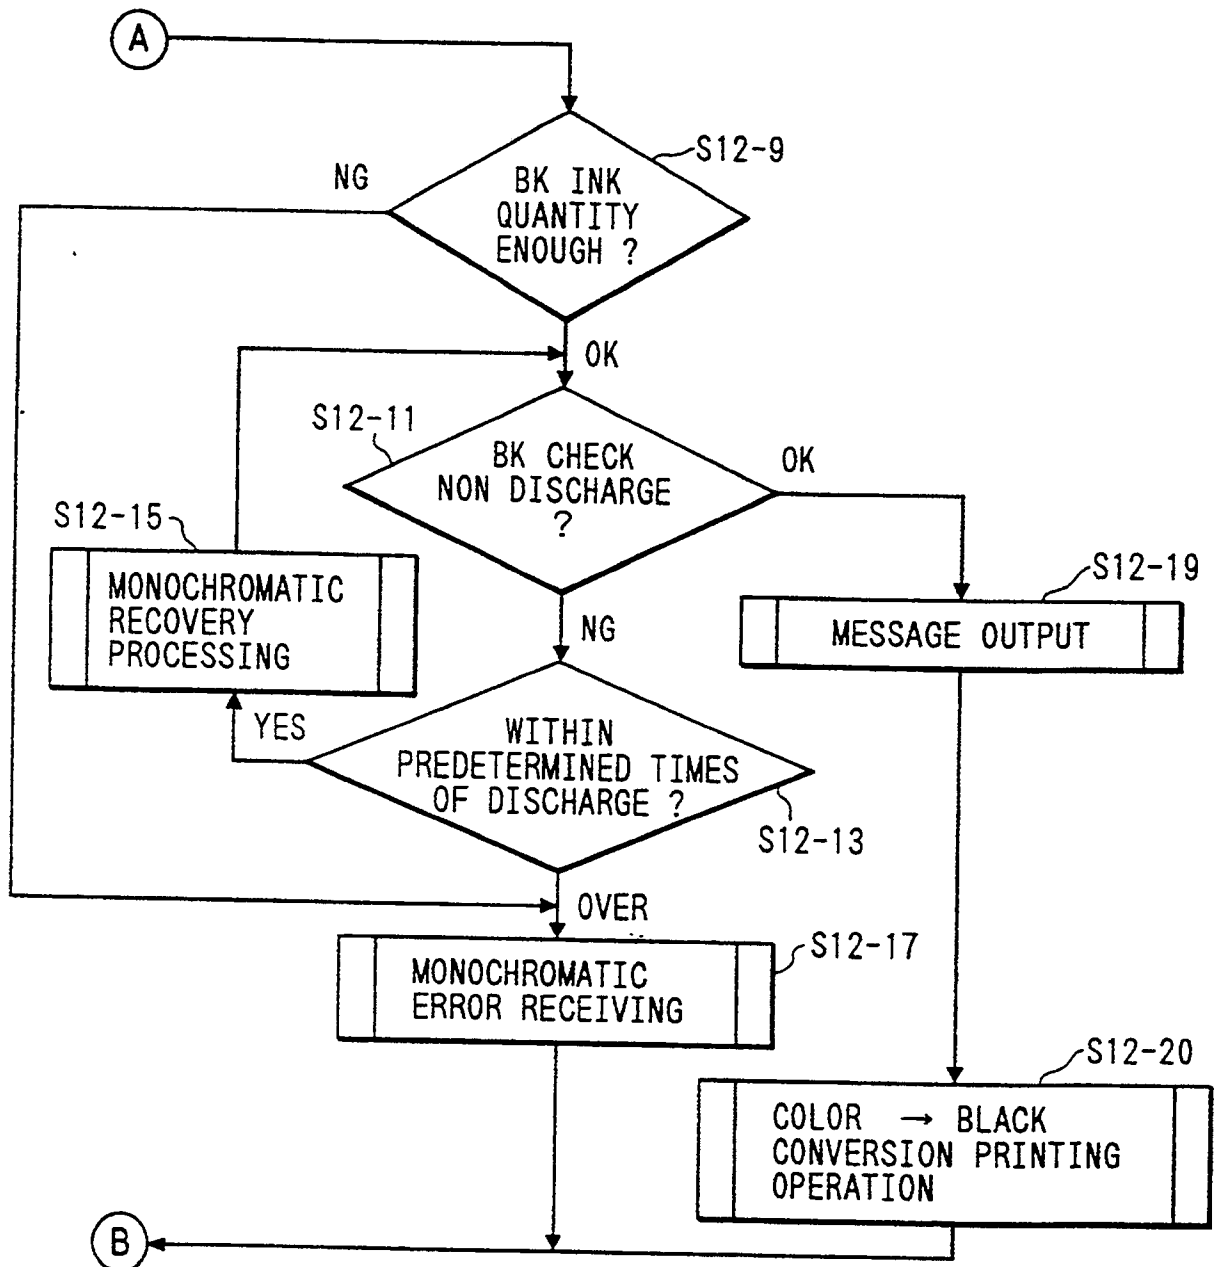 A
S12-9
NG
BK INK
QUANTITY
ENOUGH ?
OK
S12-11
BK CHECK
NON DISCHARGE
?
OK
S12-15
MONOCHROMATIC
RECOVERY
PROCESSING
NG
S12-19
MESSAGE OUTPUT
YES
WITHIN
PREDETERMINED TIMES
OF DISCHARGE ?
S12-13
OVER
S12-17
MONOCHROMATIC
ERROR RECEIVING
S12-20
COLOR → BLACK
CONVERSION PRINTING
OPERATION
B